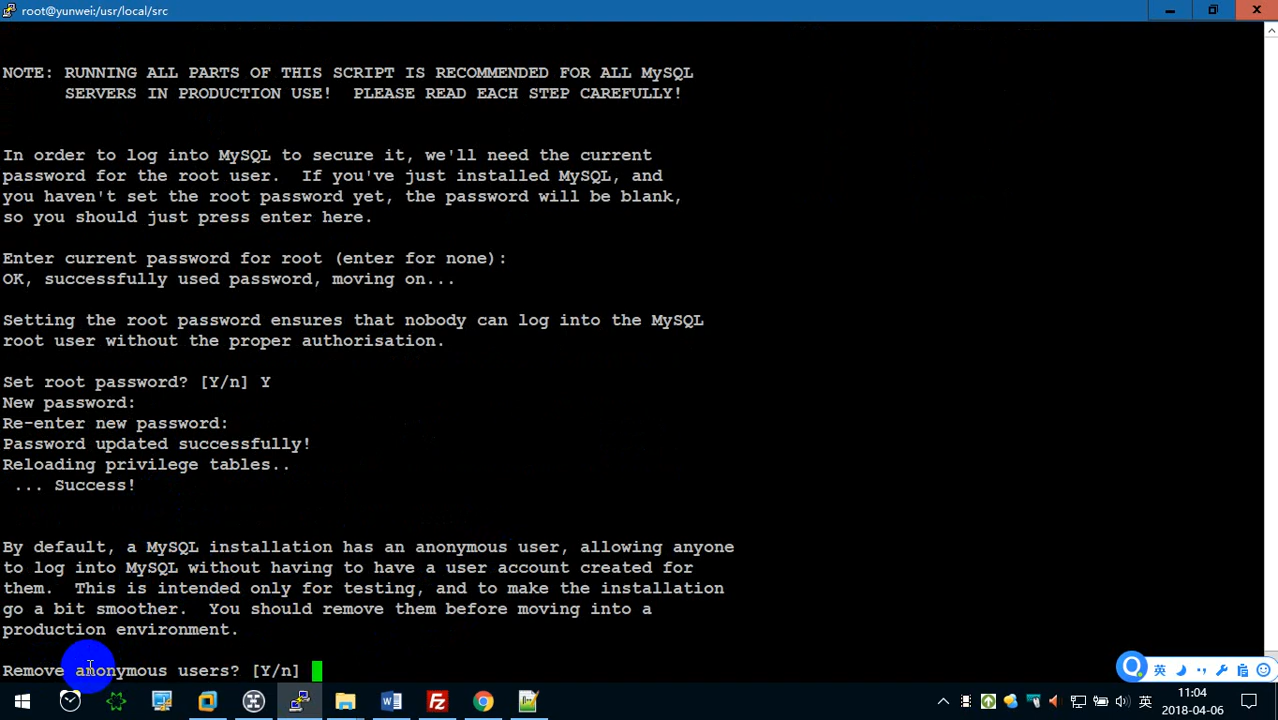 root@yunwei:/usr/local/src
NOTE: RUNNING ALL PARTS OF THIS SCRIPT IS RECOMMENDED FOR ALL MySQL
SERVERS IN PRODUCTION USE! PLEASE READ EACH STEP CAREFULLY!
In order to log into MySQL to secure it, we'll need the current
password for the root user. If you've just installed MySQL, and
you haven't set the root password yet, the password will be blank,
so you should just press enter here.
Enter current password for root (enter for none):
OK, successfully used password, moving on...
Setting the root password ensures that nobody can log into the MySQL
root user without the proper authorisation.
Set root password? [Y/n] Y
New password:
Re-enter new password:
Password updated successfully!
Reloading privilege tables..
... Success!
By default, a MySQL installation has an anonymous user, allowing anyone
to log into MySQL without having to have a user account created for
them. This is intended only for testing, and to make the installation
go a bit smoother. You should remove them before moving into a
production environment.
Remove anonymous users? [Y/n]
英
英
11:04
2018-04-06